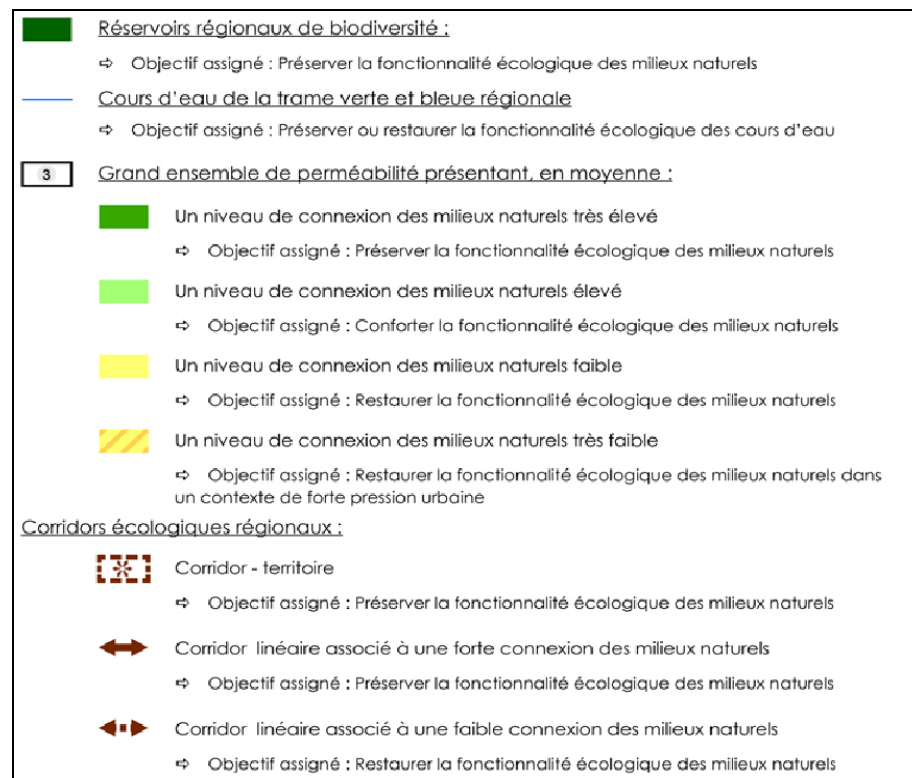 Réservoirs régionaux de biodiversité :
⇨ Objectif assigné : Préserver la fonctionnalité écologique des milieux naturels
Cours d'eau de la trame verte et bleue régionale
⇨ Objectif assigné : Préserver ou restaurer la fonctionnalité écologique des cours d'eau
3 Grand ensemble de perméabilité présentant, en moyenne :
Un niveau de connexion des milieux naturels très élevé
⇨ Objectif assigné : Préserver la fonctionnalité écologique des milieux naturels
Un niveau de connexion des milieux naturels élevé
⇨ Objectif assigné : Conforter la fonctionnalité écologique des milieux naturels
Un niveau de connexion des milieux naturels faible
⇨ Objectif assigné : Restaurer la fonctionnalité écologique des milieux naturels
Un niveau de connexion des milieux naturels très faible
⇨ Objectif assigné : Restaurer la fonctionnalité écologique des milieux naturels dans
un contexte de forte pression urbaine
Corridors écologiques régionaux :
Corridor - territoire
⇨ Objectif assigné : Préserver la fonctionnalité écologique des milieux naturels
Corridor linéaire associé à une forte connexion des milieux naturels
⇨ Objectif assigné : Préserver la fonctionnalité écologique des milieux naturels
Corridor linéaire associé à une faible connexion des milieux naturels
⇨ Objectif assigné : Restaurer la fonctionnalité écologique des milieux naturels